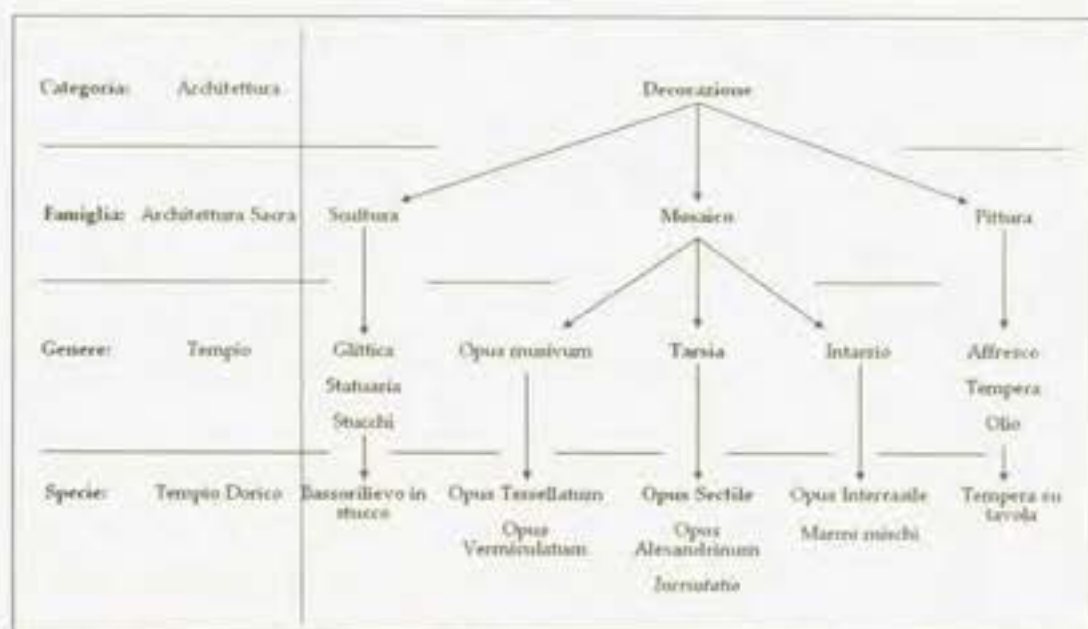 Categoria: Architettura Decorazione
Famiglia: Architettura Sacra Scultura Mosaico Pittura
Genere: Tempio Glittica Opus musivum Tarsia Intarsio Affresco
Statuaria Tempera
Stucchi Olio
Specie: Tempio Dorico Bassorilievo in Opus Tessellatum Opus Sectile Opus Interrasile Tempera su
stucco tavola
Opus Opus Marmi mischi
Vermiculatum Alexandrinum
Incrustatio